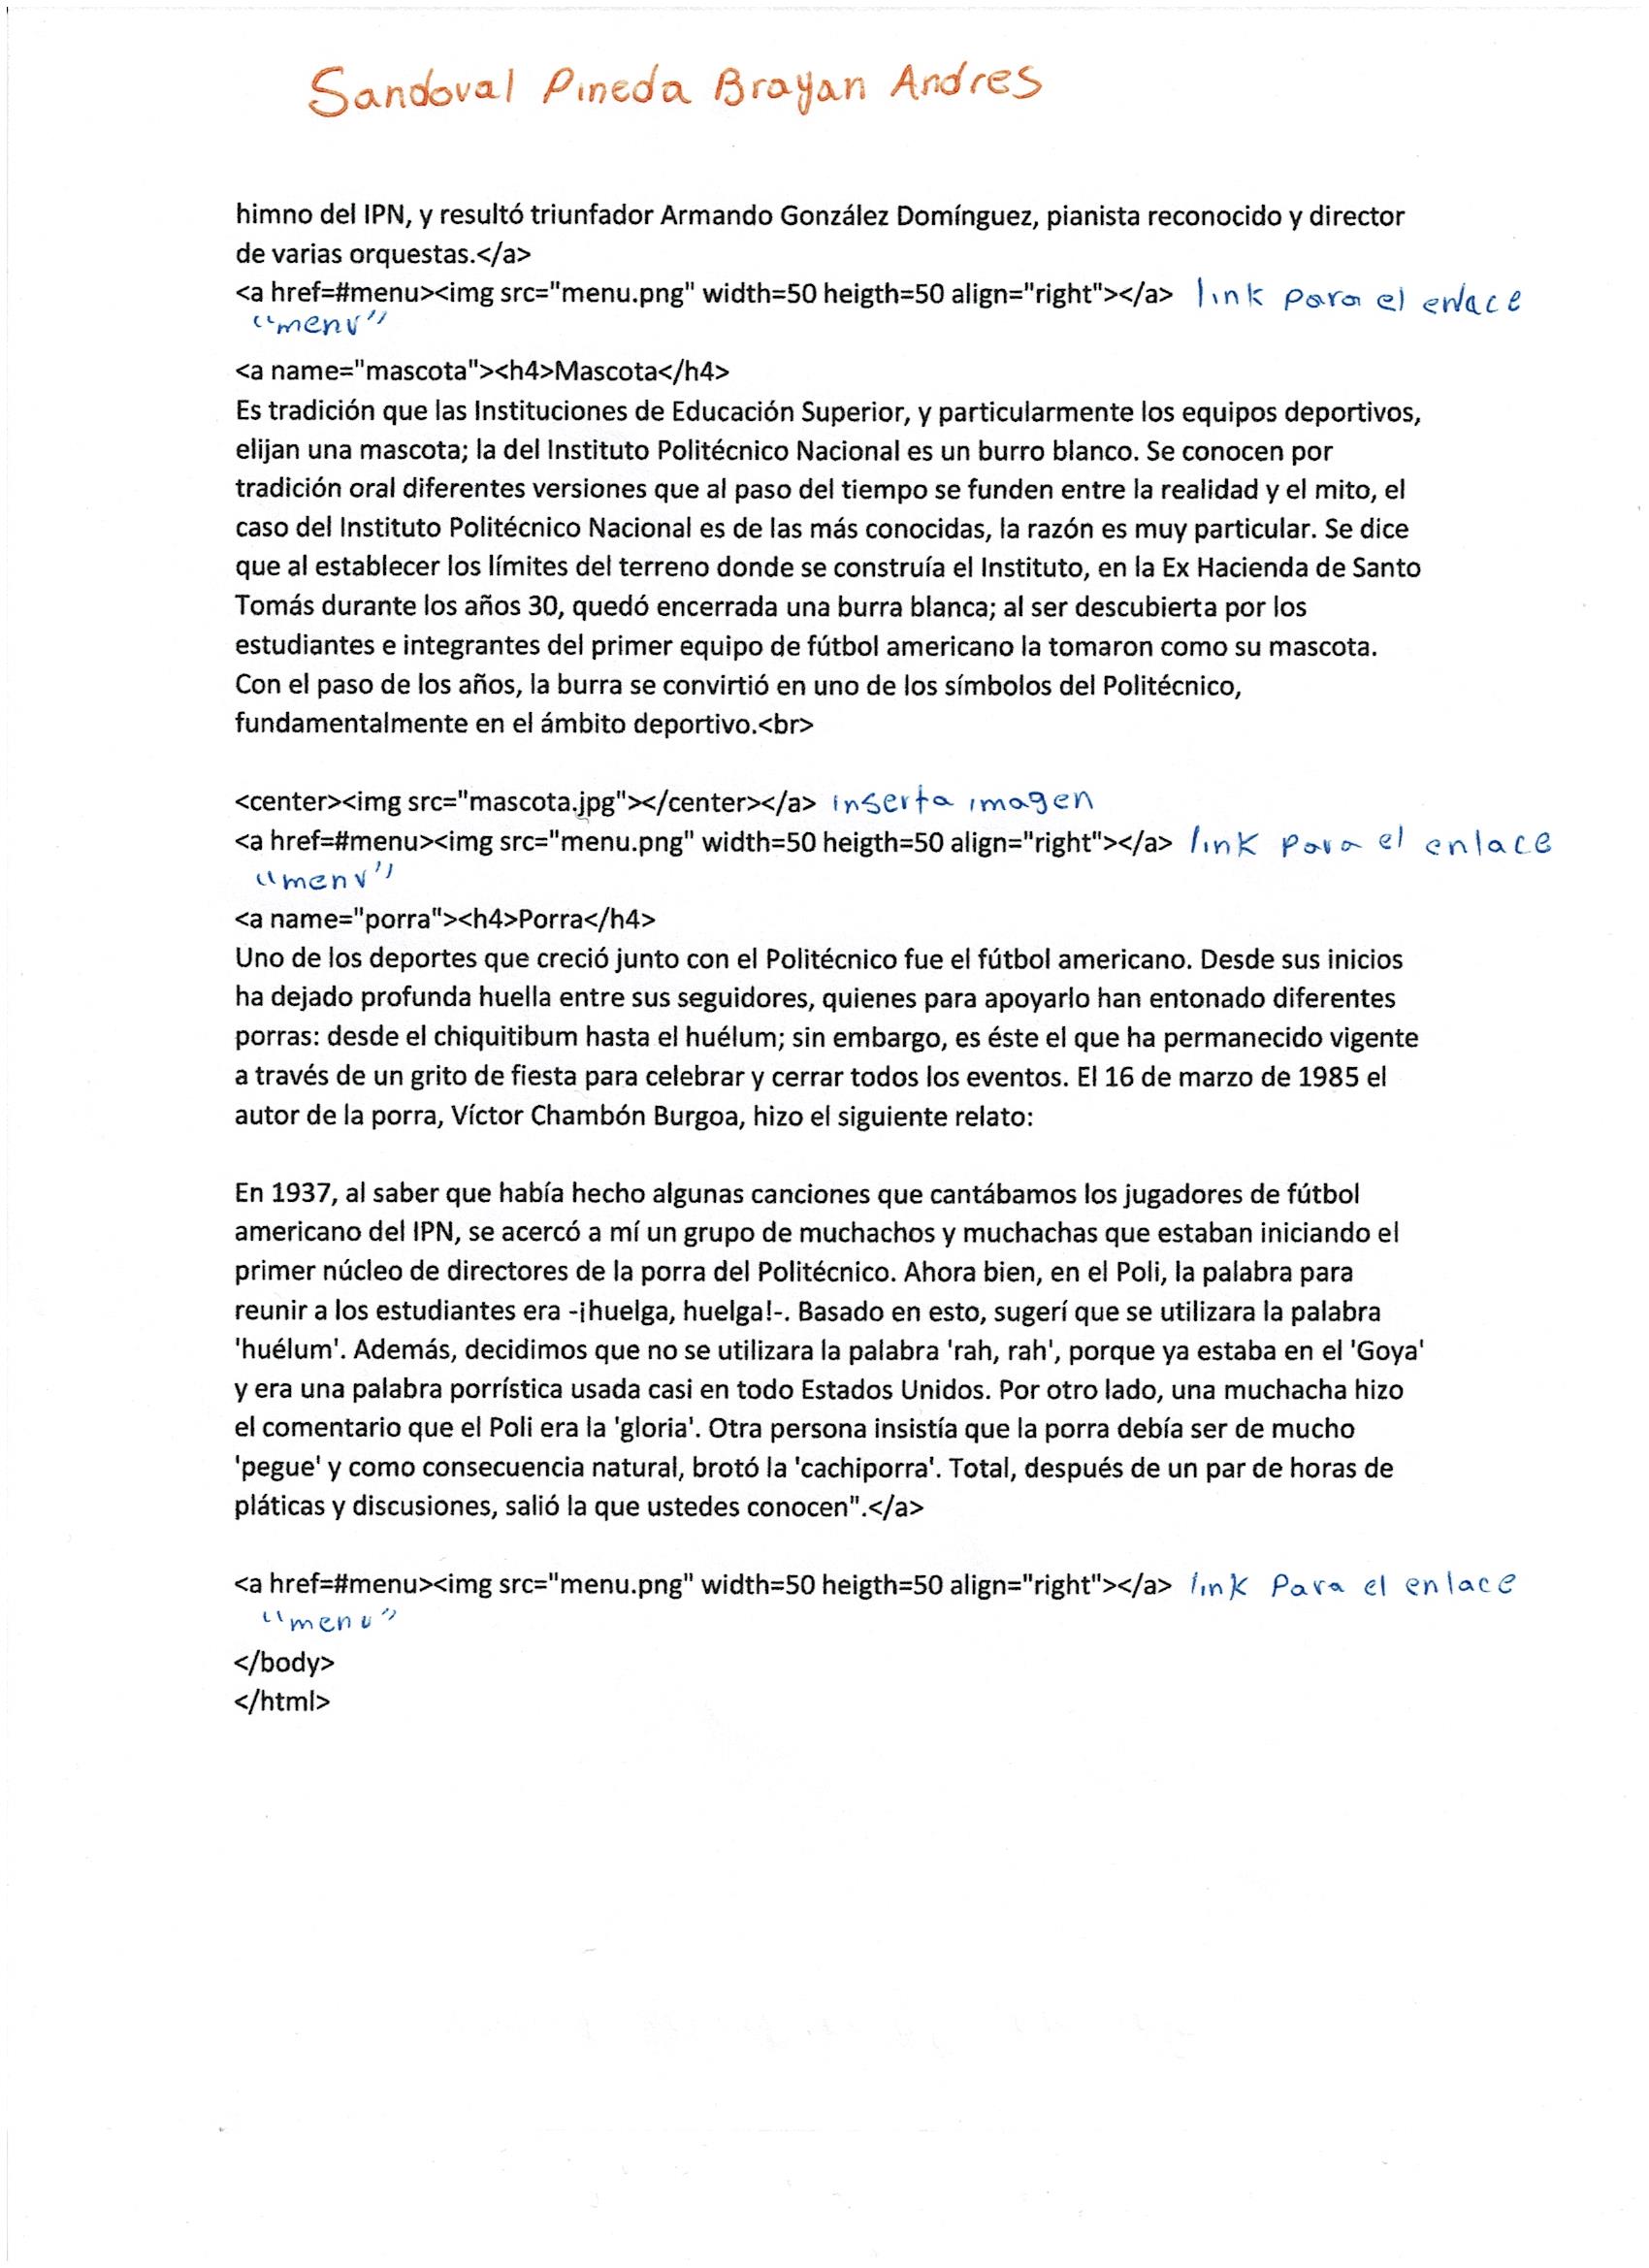 Sandoval Pineda Brayan Andres
himno del IPN, y resultó triunfador Armando González Domínguez, pianista reconocido y director
de varias orquestas.</a>
<a href=#menu><img src="menu.png" width=50 heigth=50 align="right"></a> link para el enlace
"menu"
<a name="mascota"><h4>Mascota</h4>
Es tradición que las Instituciones de Educación Superior, y particularmente los equipos deportivos,
elijan una mascota; la del Instituto Politécnico Nacional es un burro blanco. Se conocen por
tradición oral diferentes versiones que al paso del tiempo se funden entre la realidad y el mito, el
caso del Instituto Politécnico Nacional es de las más conocidas, la razón es muy particular. Se dice
que al establecer los límites del terreno donde se construía el Instituto, en la Ex Hacienda de Santo
Tomás durante los años 30, quedó encerrada una burra blanca; al ser descubierta por los
estudiantes e integrantes del primer equipo de fútbol americano la tomaron como su mascota.
Con el paso de los años, la burra se convirtió en uno de los símbolos del Politécnico,
fundamentalmente en el ámbito deportivo.<br>
<center><img src="mascota.jpg"></center></a> inserta imagen
<a href=#menu><img src="menu.png" width=50 heigth=50 align="right"></a> link para el enlace
"menu"
<a name="porra"><h4>Porra</h4>
Uno de los deportes que creció junto con el Politécnico fue el fútbol americano. Desde sus inicios
ha dejado profunda huella entre sus seguidores, quienes para apoyarlo han entonado diferentes
porras: desde el chiquitibum hasta el huélum; sin embargo, es éste el que ha permanecido vigente
a través de un grito de fiesta para celebrar y cerrar todos los eventos. El 16 de marzo de 1985 el
autor de la porra, Víctor Chambón Burgoa, hizo el siguiente relato:
En 1937, al saber que había hecho algunas canciones que cantábamos los jugadores de fútbol
americano del IPN, se acercó a mí un grupo de muchachos y muchachas que estaban iniciando el
primer núcleo de directores de la porra del Politécnico. Ahora bien, en el Poli, la palabra para
reunir a los estudiantes era -¡huelga, huelga!-. Basado en esto, sugerí que se utilizara la palabra
'huélum'. Además, decidimos que no se utilizara la palabra 'rah, rah', porque ya estaba en el 'Goya'
y era una palabra porrística usada casi en todo Estados Unidos. Por otro lado, una muchacha hizo
el comentario que el Poli era la 'gloria'. Otra persona insistía que la porra debía ser de mucho
'pegue' y como consecuencia natural, brotó la 'cachiporra'. Total, después de un par de horas de
pláticas y discusiones, salió la que ustedes conocen".</a>
<a href=#menu><img src="menu.png" width=50 heigth=50 align="right"></a> link Para el enlace
"menu"
</body>
</html>